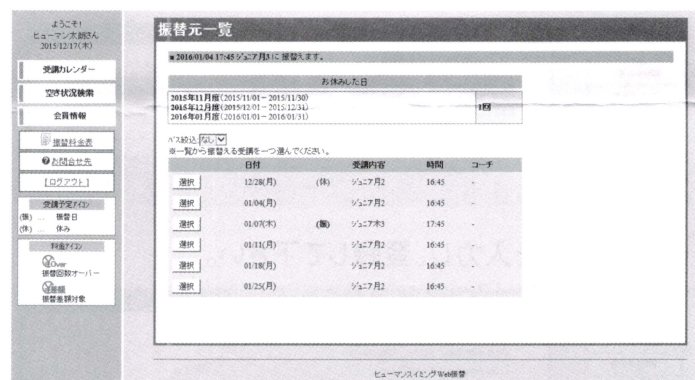 ようこそ!
ヒューマン太朗さん
2015/12/17(木)
受講カレンダー
空き状況検索
会員情報
振替料金表
お問合せ先
[ログアウト]
受講予定アイコン
(振) … 振替日
(休) … 休み
料金アイコン
Over
振替回数オーバー
差額
振替差額対象
振替元一覧
■ 2016/01/04 17:45 ジュニア月3 に 振替えます。
お休みした日
2015年11月度(2015/11/01 - 2015/11/30)
2015年12月度(2015/12/01 - 2015/12/31) 1回
2016年01月度(2016/01/01 - 2016/01/31)
バス絞込:なし
※一覧から振替える受講を一つ選んでください。
日付 受講内容 時間 コーチ
選択 12/28(月) (休) ジュニア月2 16:45 -
選択 01/04(月) ジュニア月2 16:45 -
選択 01/07(木) (振) ジュニア木3 17:45 -
選択 01/11(月) ジュニア月2 16:45 -
選択 01/18(月) ジュニア月2 16:45 -
選択 01/25(月) ジュニア月2 16:45 -
ヒューマンスイミングWeb振替